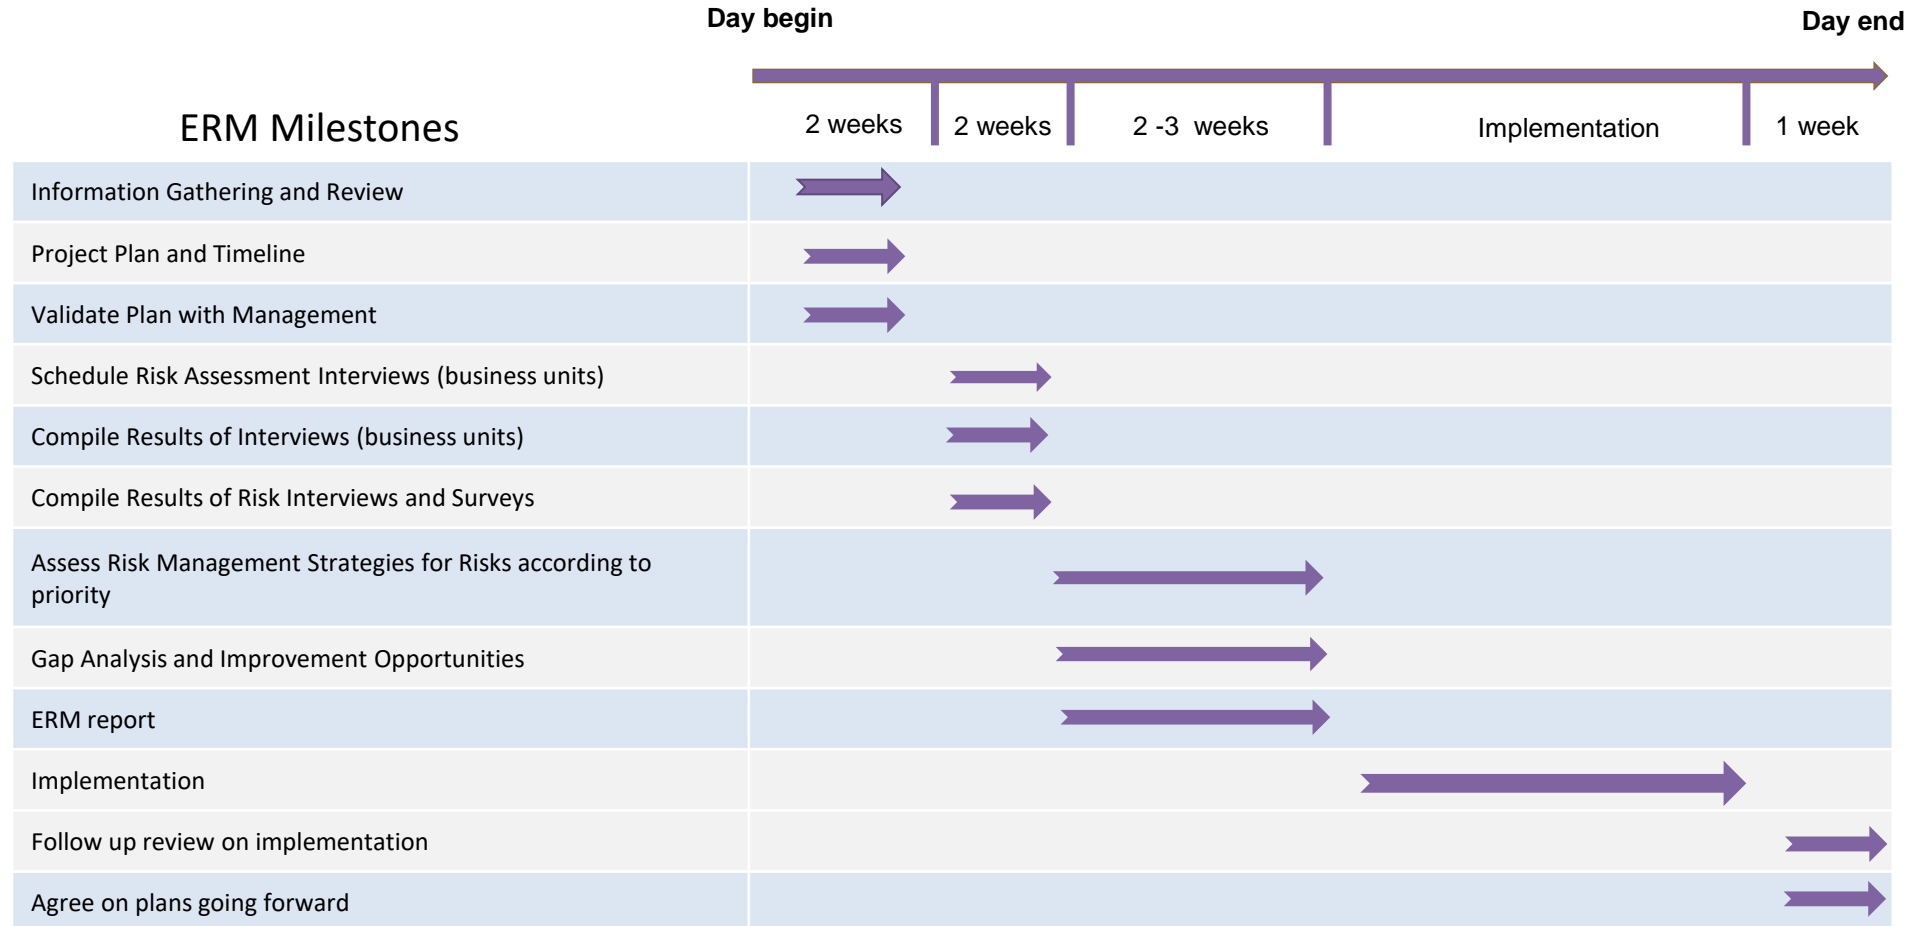 Day begin
Day end
ERM Milestones
2 weeks
2 weeks
2 -3  weeks
Implementation
1 week
Information Gathering and Review
Project Plan and Timeline
Validate Plan with Management
Schedule Risk Assessment Interviews (business units)
Compile Results of Interviews (business units)
Compile Results of Risk Interviews and Surveys
Assess Risk Management Strategies for Risks according to
priority
Gap Analysis and Improvement Opportunities
ERM report
Implementation
Follow up review on implementation
Agree on plans going forward